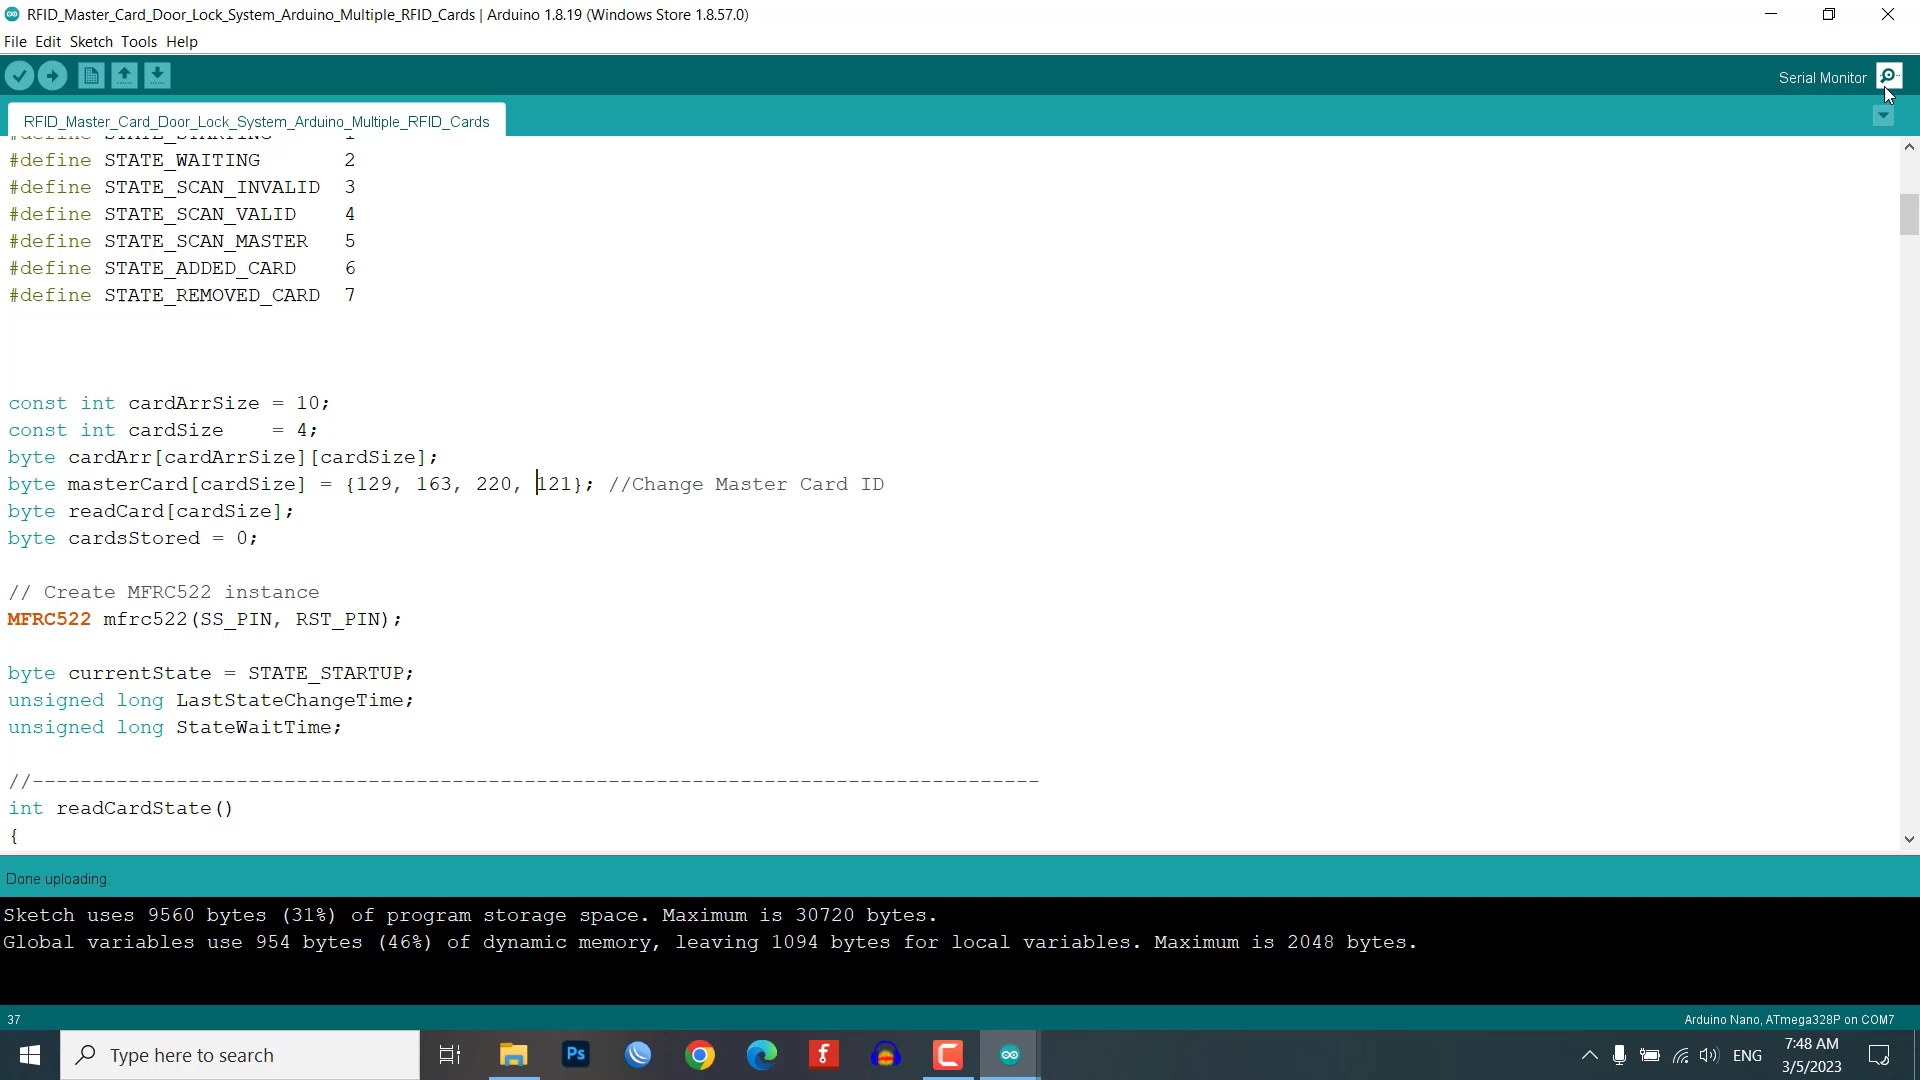 RFID_Master_Card_Door_Lock_System_Arduino_Multiple_RFID_Cards | Arduino 1.8.19 (Windows Store 1.8.57.0)
File Edit Sketch Tools Help
Serial Monitor
RFID_Master_Card_Door_Lock_System_Arduino_Multiple_RFID_Cards
#define STATE_STARTING 1
#define STATE_WAITING 2
#define STATE_SCAN_INVALID 3
#define STATE_SCAN_VALID 4
#define STATE_SCAN_MASTER 5
#define STATE_ADDED_CARD 6
#define STATE_REMOVED_CARD 7
const int cardArrSize = 10;
const int cardSize = 4;
byte cardArr[cardArrSize][cardSize];
byte masterCard[cardSize] = {129, 163, 220, 121}; //Change Master Card ID
byte readCard[cardSize];
byte cardsStored = 0;
// Create MFRC522 instance
MFRC522 mfrc522(SS_PIN, RST_PIN);
byte currentState = STATE_STARTUP;
unsigned long LastStateChangeTime;
unsigned long StateWaitTime;
//------------------------------------------------------------------------------------
int readCardState()
{
Done uploading.
Sketch uses 9560 bytes (31%) of program storage space. Maximum is 30720 bytes.
Global variables use 954 bytes (46%) of dynamic memory, leaving 1094 bytes for local variables. Maximum is 2048 bytes.
37
Arduino Nano, ATmega328P on COM7
Type here to search
Ps
ENG
7:48 AM
3/5/2023